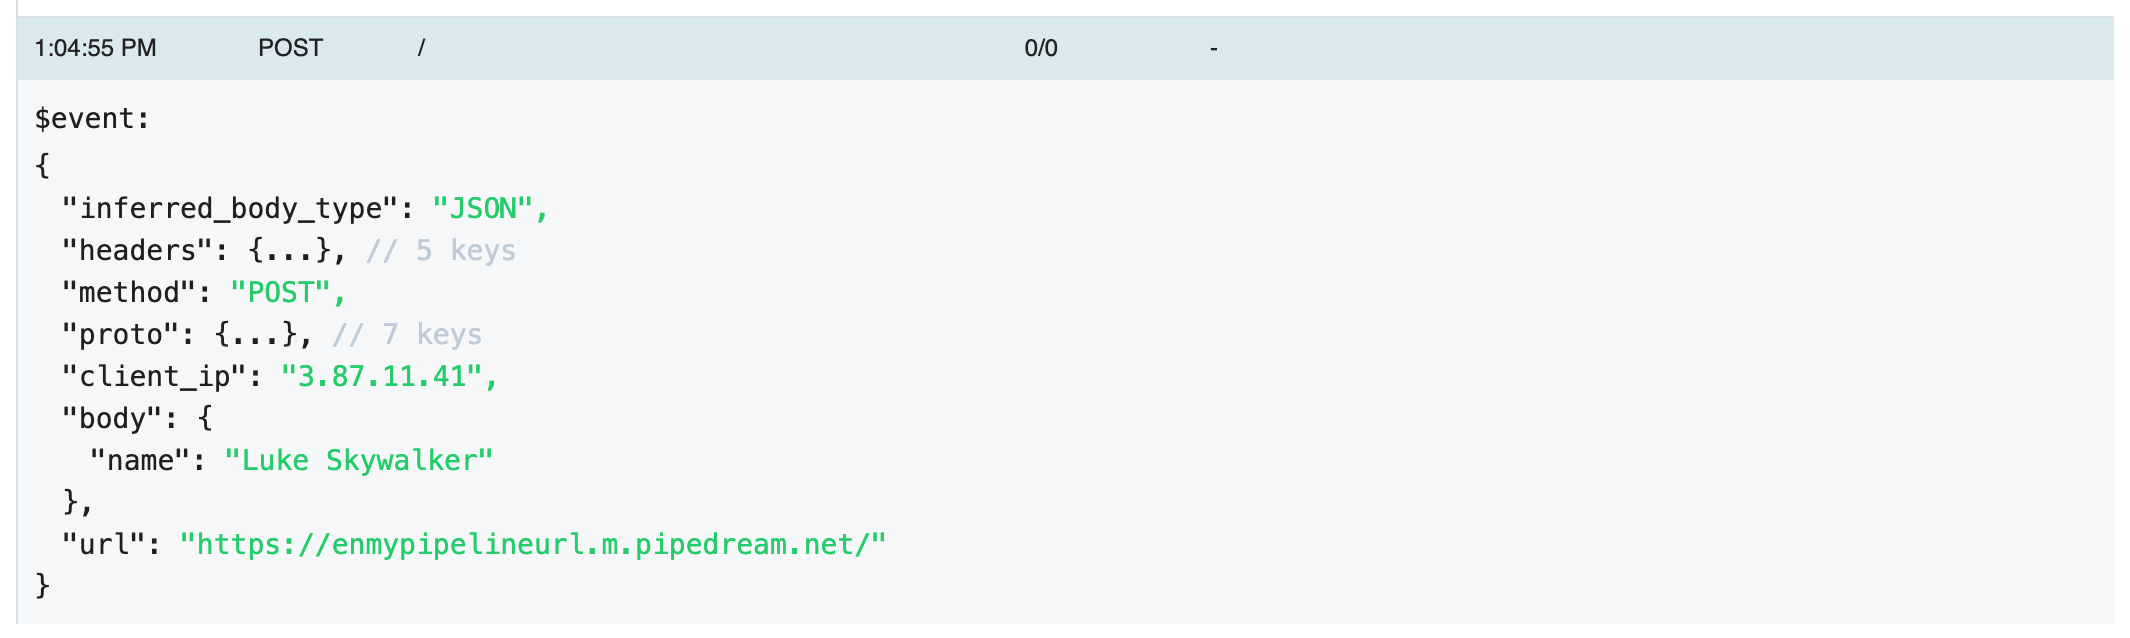 1:04:55 PM POST / 0/0 -
$event:
{
"inferred_body_type": "JSON",
"headers": {...}, // 5 keys
"method": "POST",
"proto": {...}, // 7 keys
"client_ip": "3.87.11.41",
"body": {
"name": "Luke Skywalker"
},
"url": "https://enmypipelineurl.m.pipedream.net/"
}